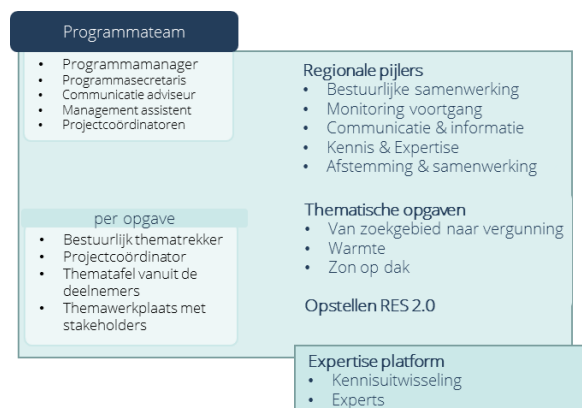 Programmateam
• Programmamanager
• Programmasecretaris
• Communicatie adviseur
• Management assistent
• Projectcoördinatoren
per opgave
• Bestuurlijk thematrekker
• Projectcoördinator
• Thematafel vanuit de
deelnemers
• Themawerkplaats met
stakeholders
Regionale pijlers
• Bestuurlijke samenwerking
• Monitoring voortgang
• Communicatie & informatie
• Kennis & Expertise
• Afstemming & samenwerking
Thematische opgaven
• Van zoekgebied naar vergunning
• Warmte
• Zon op dak
Opstellen RES 2.0
Expertise platform
• Kennisuitwisseling
• Experts